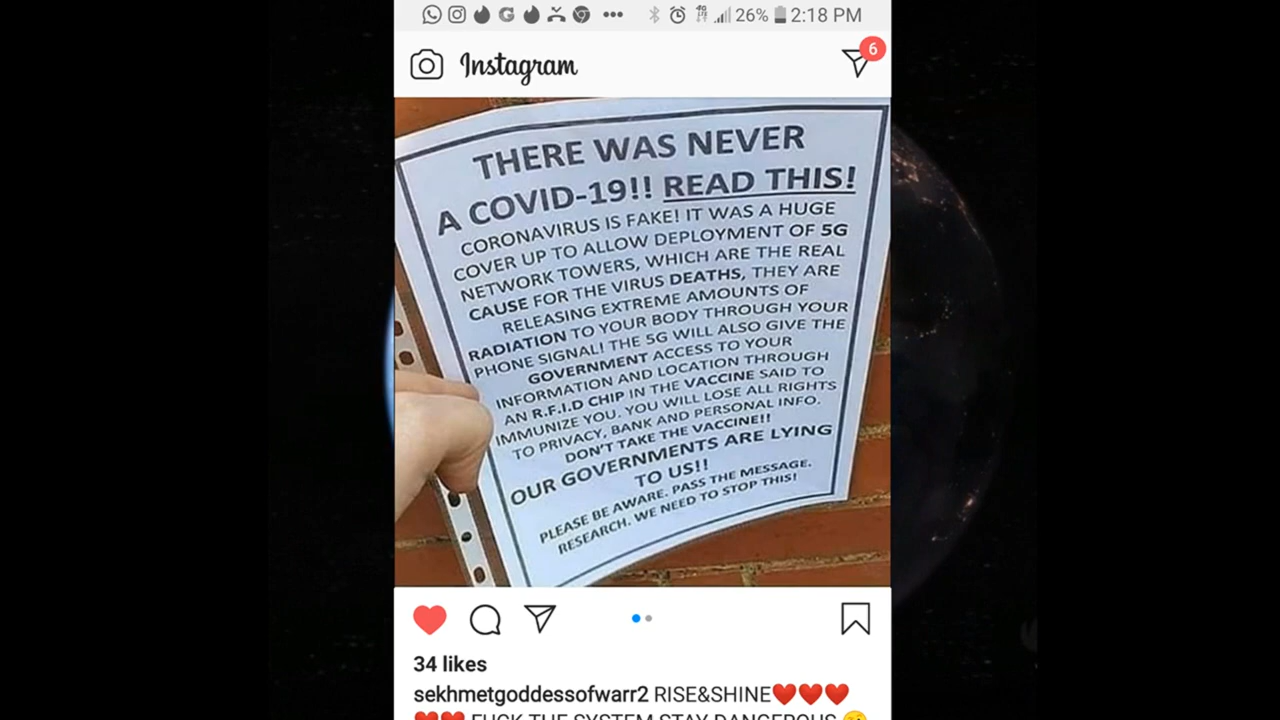 26% 2:18 PM
Instagram
6
THERE WAS NEVER
A COVID-19!! READ THIS!
CORONAVIRUS IS FAKE! IT WAS A HUGE
COVER UP TO ALLOW DEPLOYMENT OF 5G
NETWORK TOWERS, WHICH ARE THE REAL
CAUSE FOR THE VIRUS DEATHS, THEY ARE
RELEASING EXTREME AMOUNTS OF
RADIATION TO YOUR BODY THROUGH YOUR
PHONE SIGNAL! THE 5G WILL ALSO GIVE THE
GOVERNMENT ACCESS TO YOUR
INFORMATION AND LOCATION THROUGH
AN R.F.I.D CHIP IN THE VACCINE SAID TO
IMMUNIZE YOU. YOU WILL LOSE ALL RIGHTS
TO PRIVACY, BANK AND PERSONAL INFO.
DON'T TAKE THE VACCINE!!
OUR GOVERNMENTS ARE LYING
TO US!!
PLEASE BE AWARE. PASS THE MESSAGE.
RESEARCH. WE NEED TO STOP THIS!
34 likes
sekhmetgoddessofwarr2 RISE&SHINE❤️❤️❤️
❤️❤️ FUCK THE SYSTEM STAY DANGEROUS